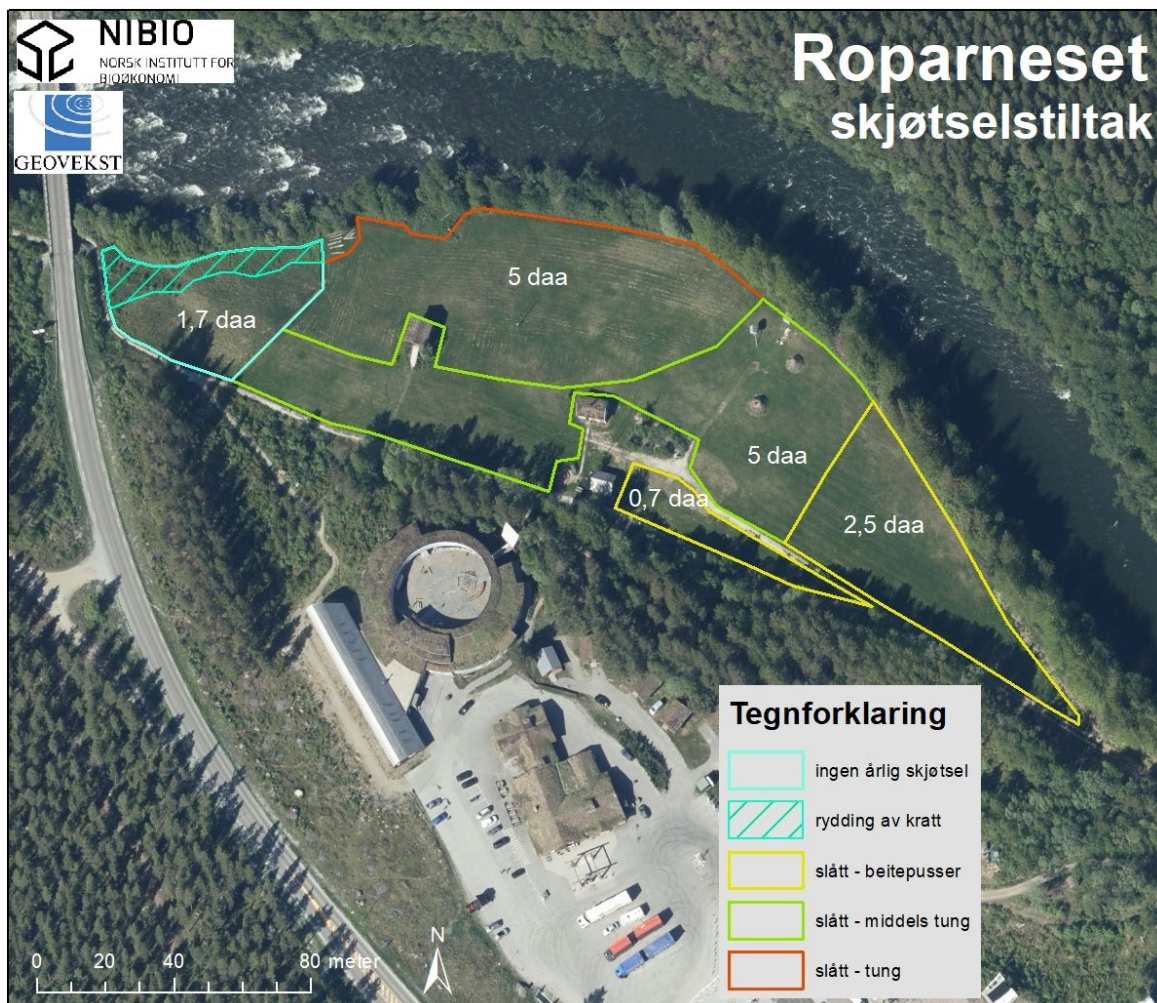 NIBIO
NORSK INSTITUTT FOR
BIOØKONOMI
GEOVEKST
Roparneset
skjøtselstiltak
5 daa
1,7 daa
5 daa
0,7 daa
2,5 daa
Tegnforklaring
ingen årlig skjøtsel
rydding av kratt
slått - beitepusser
slått - middels tung
slått - tung
N
0 20 40 80 meter